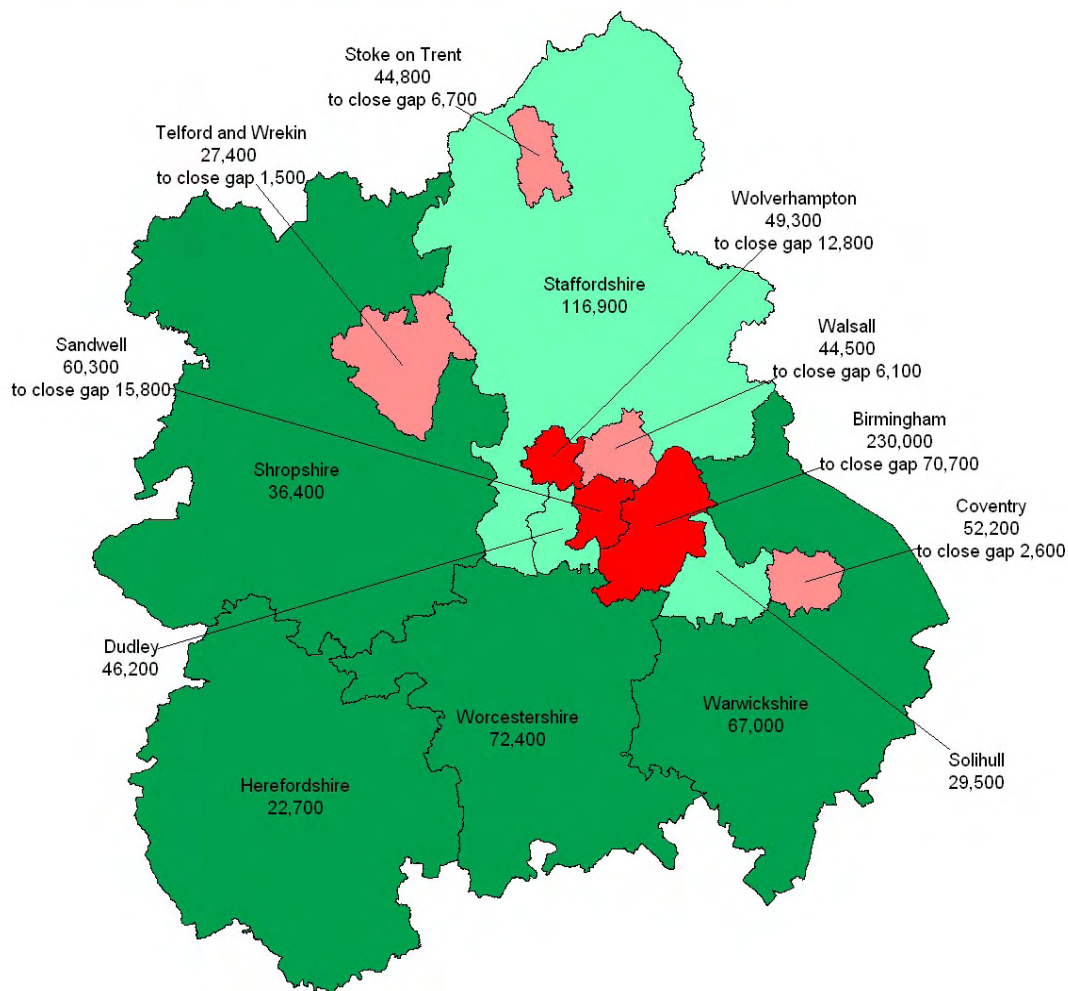 Stoke on Trent
44,800
to close gap 6,700
Telford and Wrekin
27,400
to close gap 1,500
Wolverhampton
49,300
to close gap 12,800
Staffordshire
116,900
Sandwell
60,300
to close gap 15,800
Walsall
44,500
to close gap 6,100
Birmingham
230,000
to close gap 70,700
Shropshire
36,400
Coventry
52,200
to close gap 2,600
Dudley
46,200
Worcestershire
72,400
Warwickshire
67,000
Herefordshire
22,700
Solihull
29,500